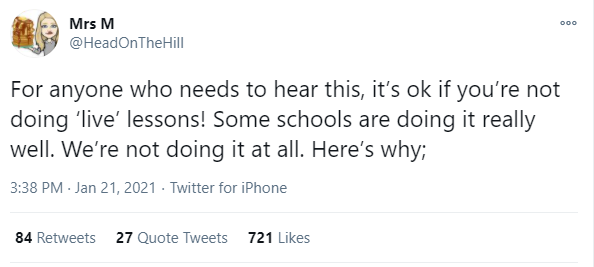 Mrs M
@HeadOnTheHill
For anyone who needs to hear this, it’s ok if you’re not
doing ‘live’ lessons! Some schools are doing it really
well. We’re not doing it at all. Here’s why;
3:38 PM · Jan 21, 2021 · Twitter for iPhone
84 Retweets 27 Quote Tweets 721 Likes